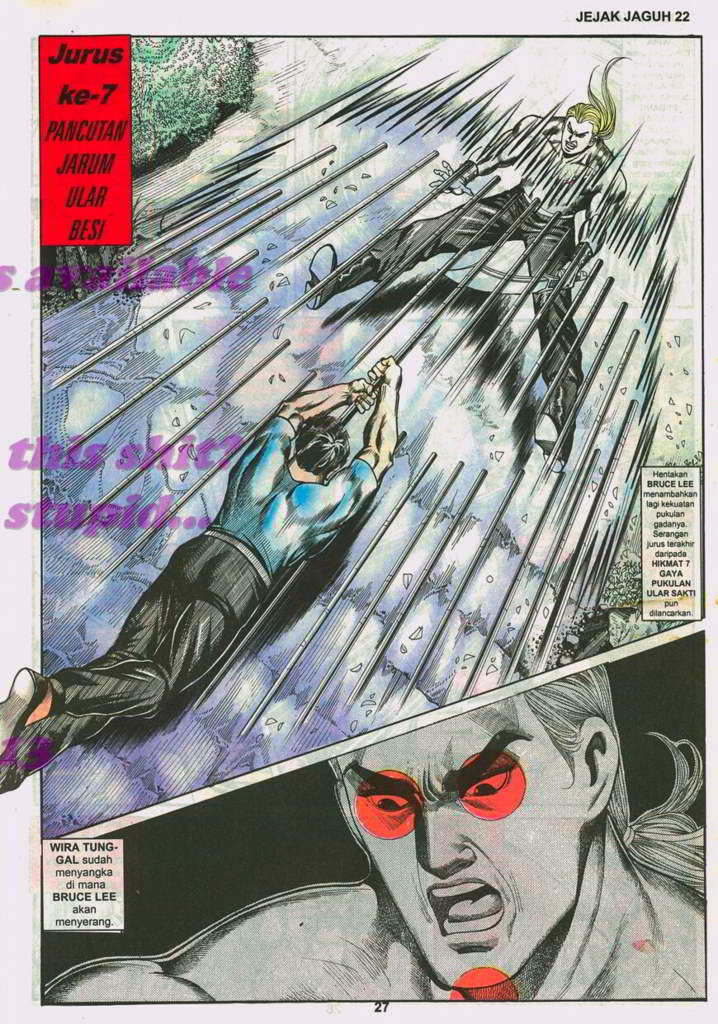 JEJAK JAGUH 22
Jurus
ke-7
PANCUTAN
JARUM
ULAR
BESI
s available
this shit?
stupid...
13
Hentakan
BRUCE LEE
menambahkan
lagi kekuatan
pukulan
gadanya.
Serangan
jurus terakhir
daripada
HIKMAT 7
GAYA
PUKULAN
ULAR SAKTI
pun
dilancarkan.
WIRA TUNG-
GAL sudah
menyangka
di mana
BRUCE LEE
akan
menyerang.
27